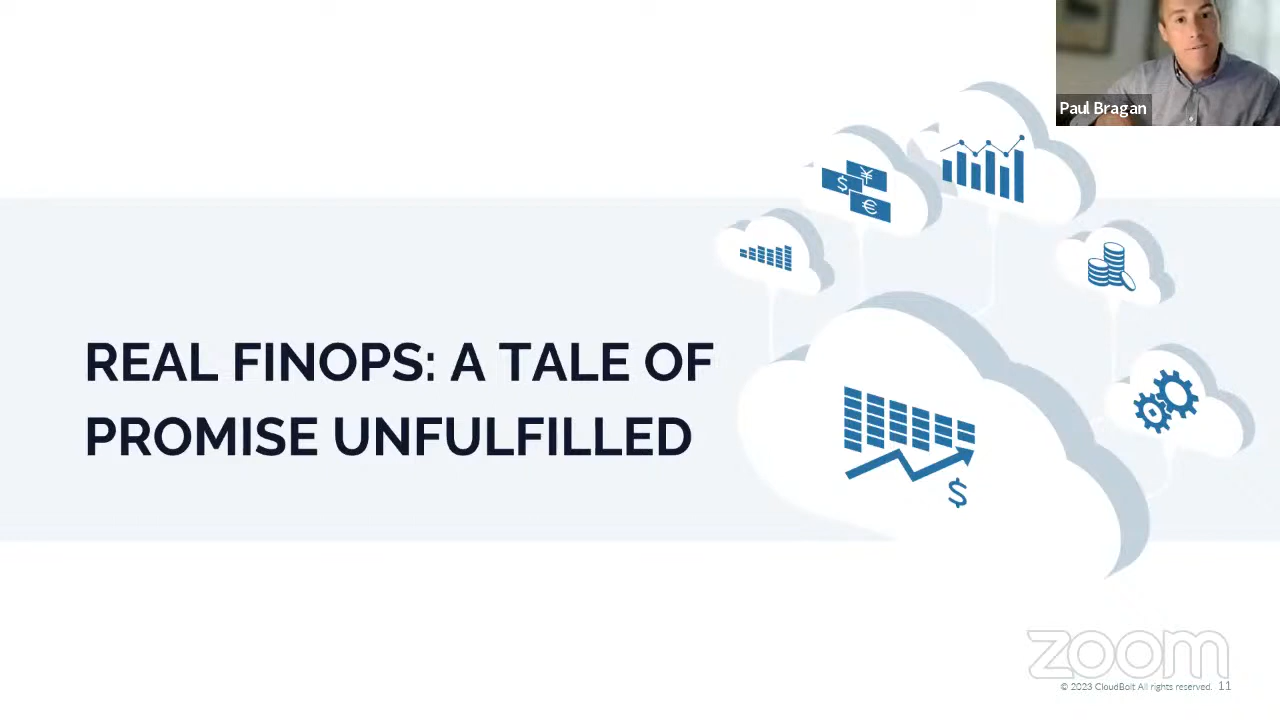 Paul Bragan
¥
$
€
REAL FINOPS: A TALE OF
PROMISE UNFULFILLED
$
zoom
© 2023 CloudBolt All rights reserved. 11